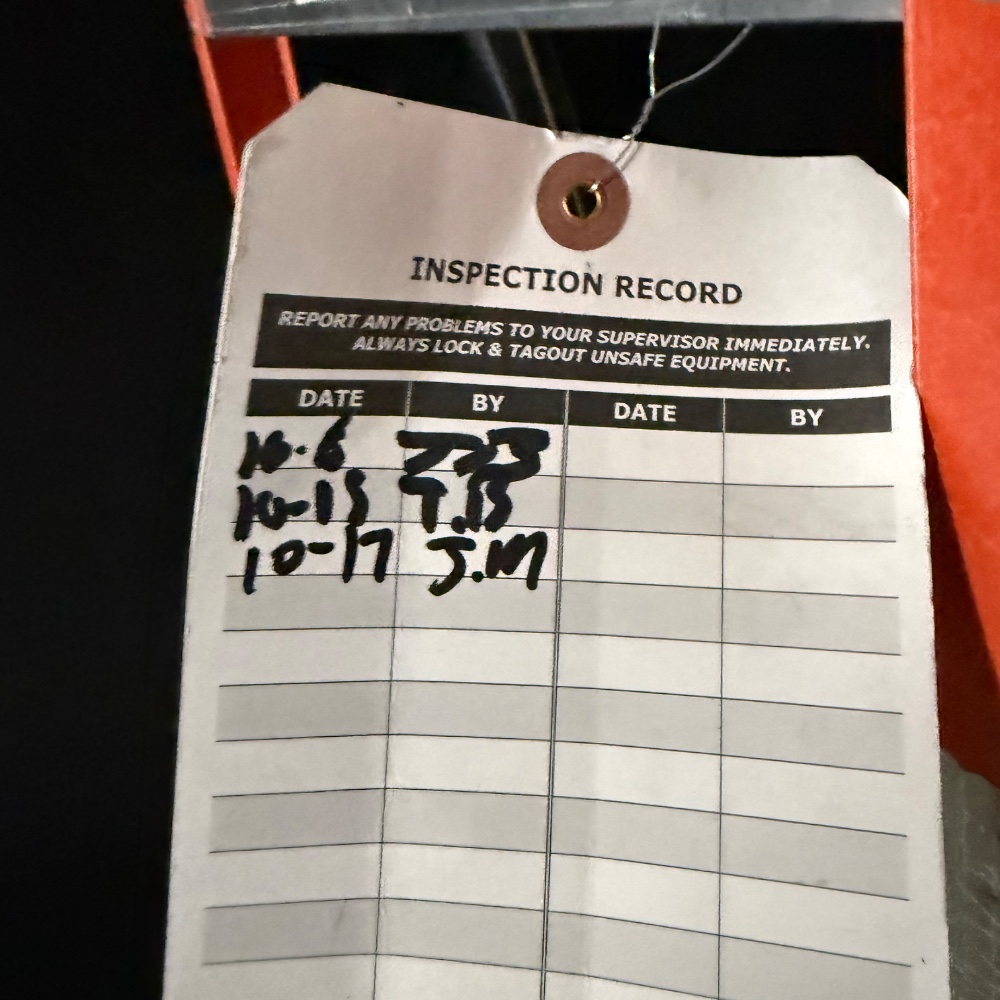 INSPECTION RECORD
REPORT ANY PROBLEMS TO YOUR SUPERVISOR IMMEDIATELY.
ALWAYS LOCK & TAGOUT UNSAFE EQUIPMENT.
DATE BY DATE BY
10-6
10-13 T.B
10-17 J.M